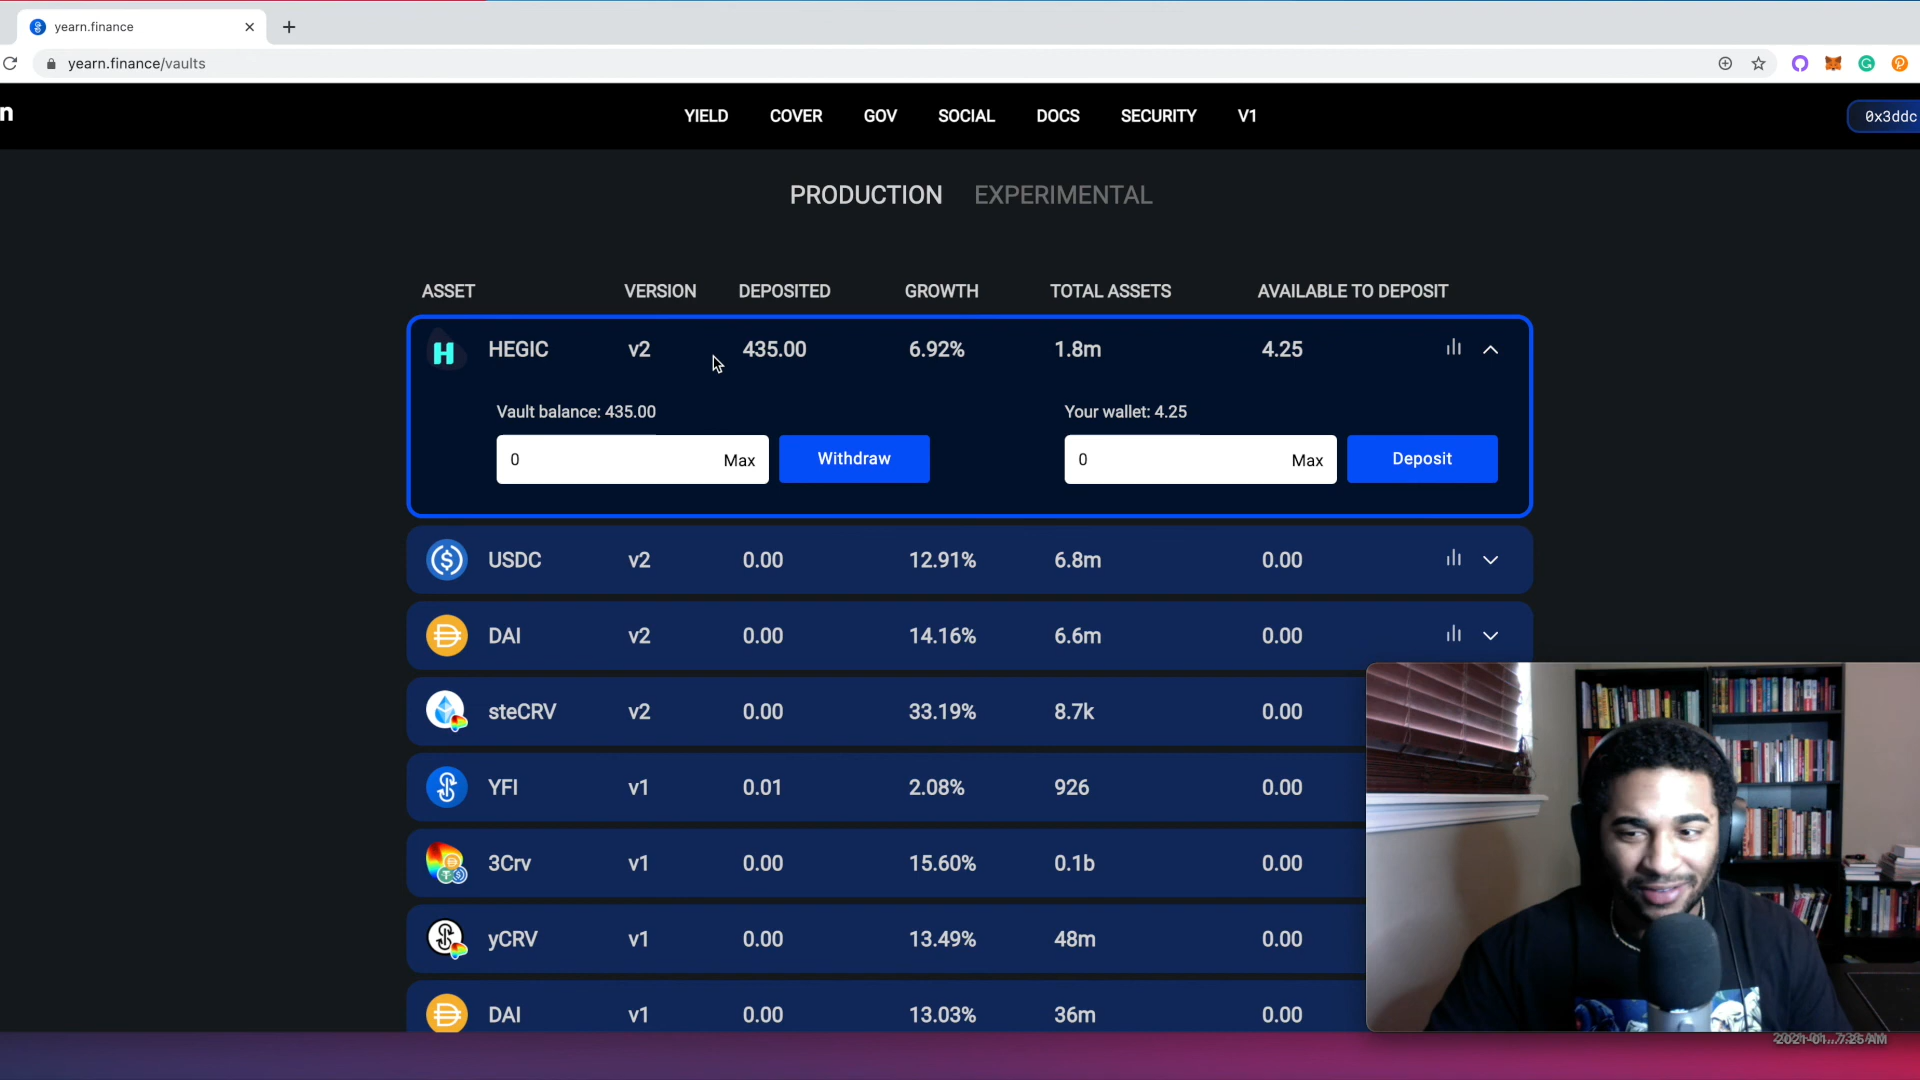 yearn.finance
yearn.finance/vaults
n
YIELD COVER GOV SOCIAL DOCS SECURITY V1
0x3ddc
PRODUCTION EXPERIMENTAL
ASSET VERSION DEPOSITED GROWTH TOTAL ASSETS AVAILABLE TO DEPOSIT
HEGIC v2 435.00 6.92% 1.8m 4.25
Vault balance: 435.00 Your wallet: 4.25
0 Max Withdraw 0 Max Deposit
USDC v2 0.00 12.91% 6.8m 0.00
DAI v2 0.00 14.16% 6.6m 0.00
steCRV v2 0.00 33.19% 8.7k 0.00
YFI v1 0.01 2.08% 926 0.00
3Crv v1 0.00 15.60% 0.1b 0.00
yCRV v1 0.00 13.49% 48m 0.00
DAI v1 0.00 13.03% 36m 0.00